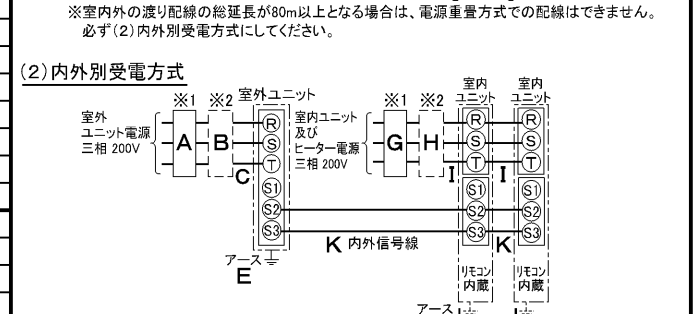 ※室内外の渡り配線の総延長が80m以上となる場合は、電源重畳方式での配線はできません。
必ず(2)内外別受電方式にしてください。
(2)内外別受電方式
※1 ※2 室外ユニット
室外
ユニット電源
三相 200V
A B C
R
S
T
S1
S2
S3
アース
E
※1 ※2
室内ユニット
及び
ヒーター電源
三相 200V
G H I I
室内
ユニット
R
S
T
S1
S2
S3
室内
ユニット
R
S
T
S1
S2
S3
K 内外信号線
K
リモコン
内蔵
リモコン
内蔵
アース